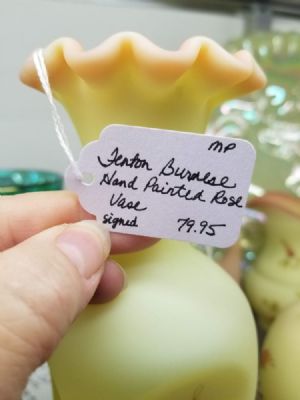 MP
Fenton Burmese
Hand Painted Rose
Vase
signed 79.95